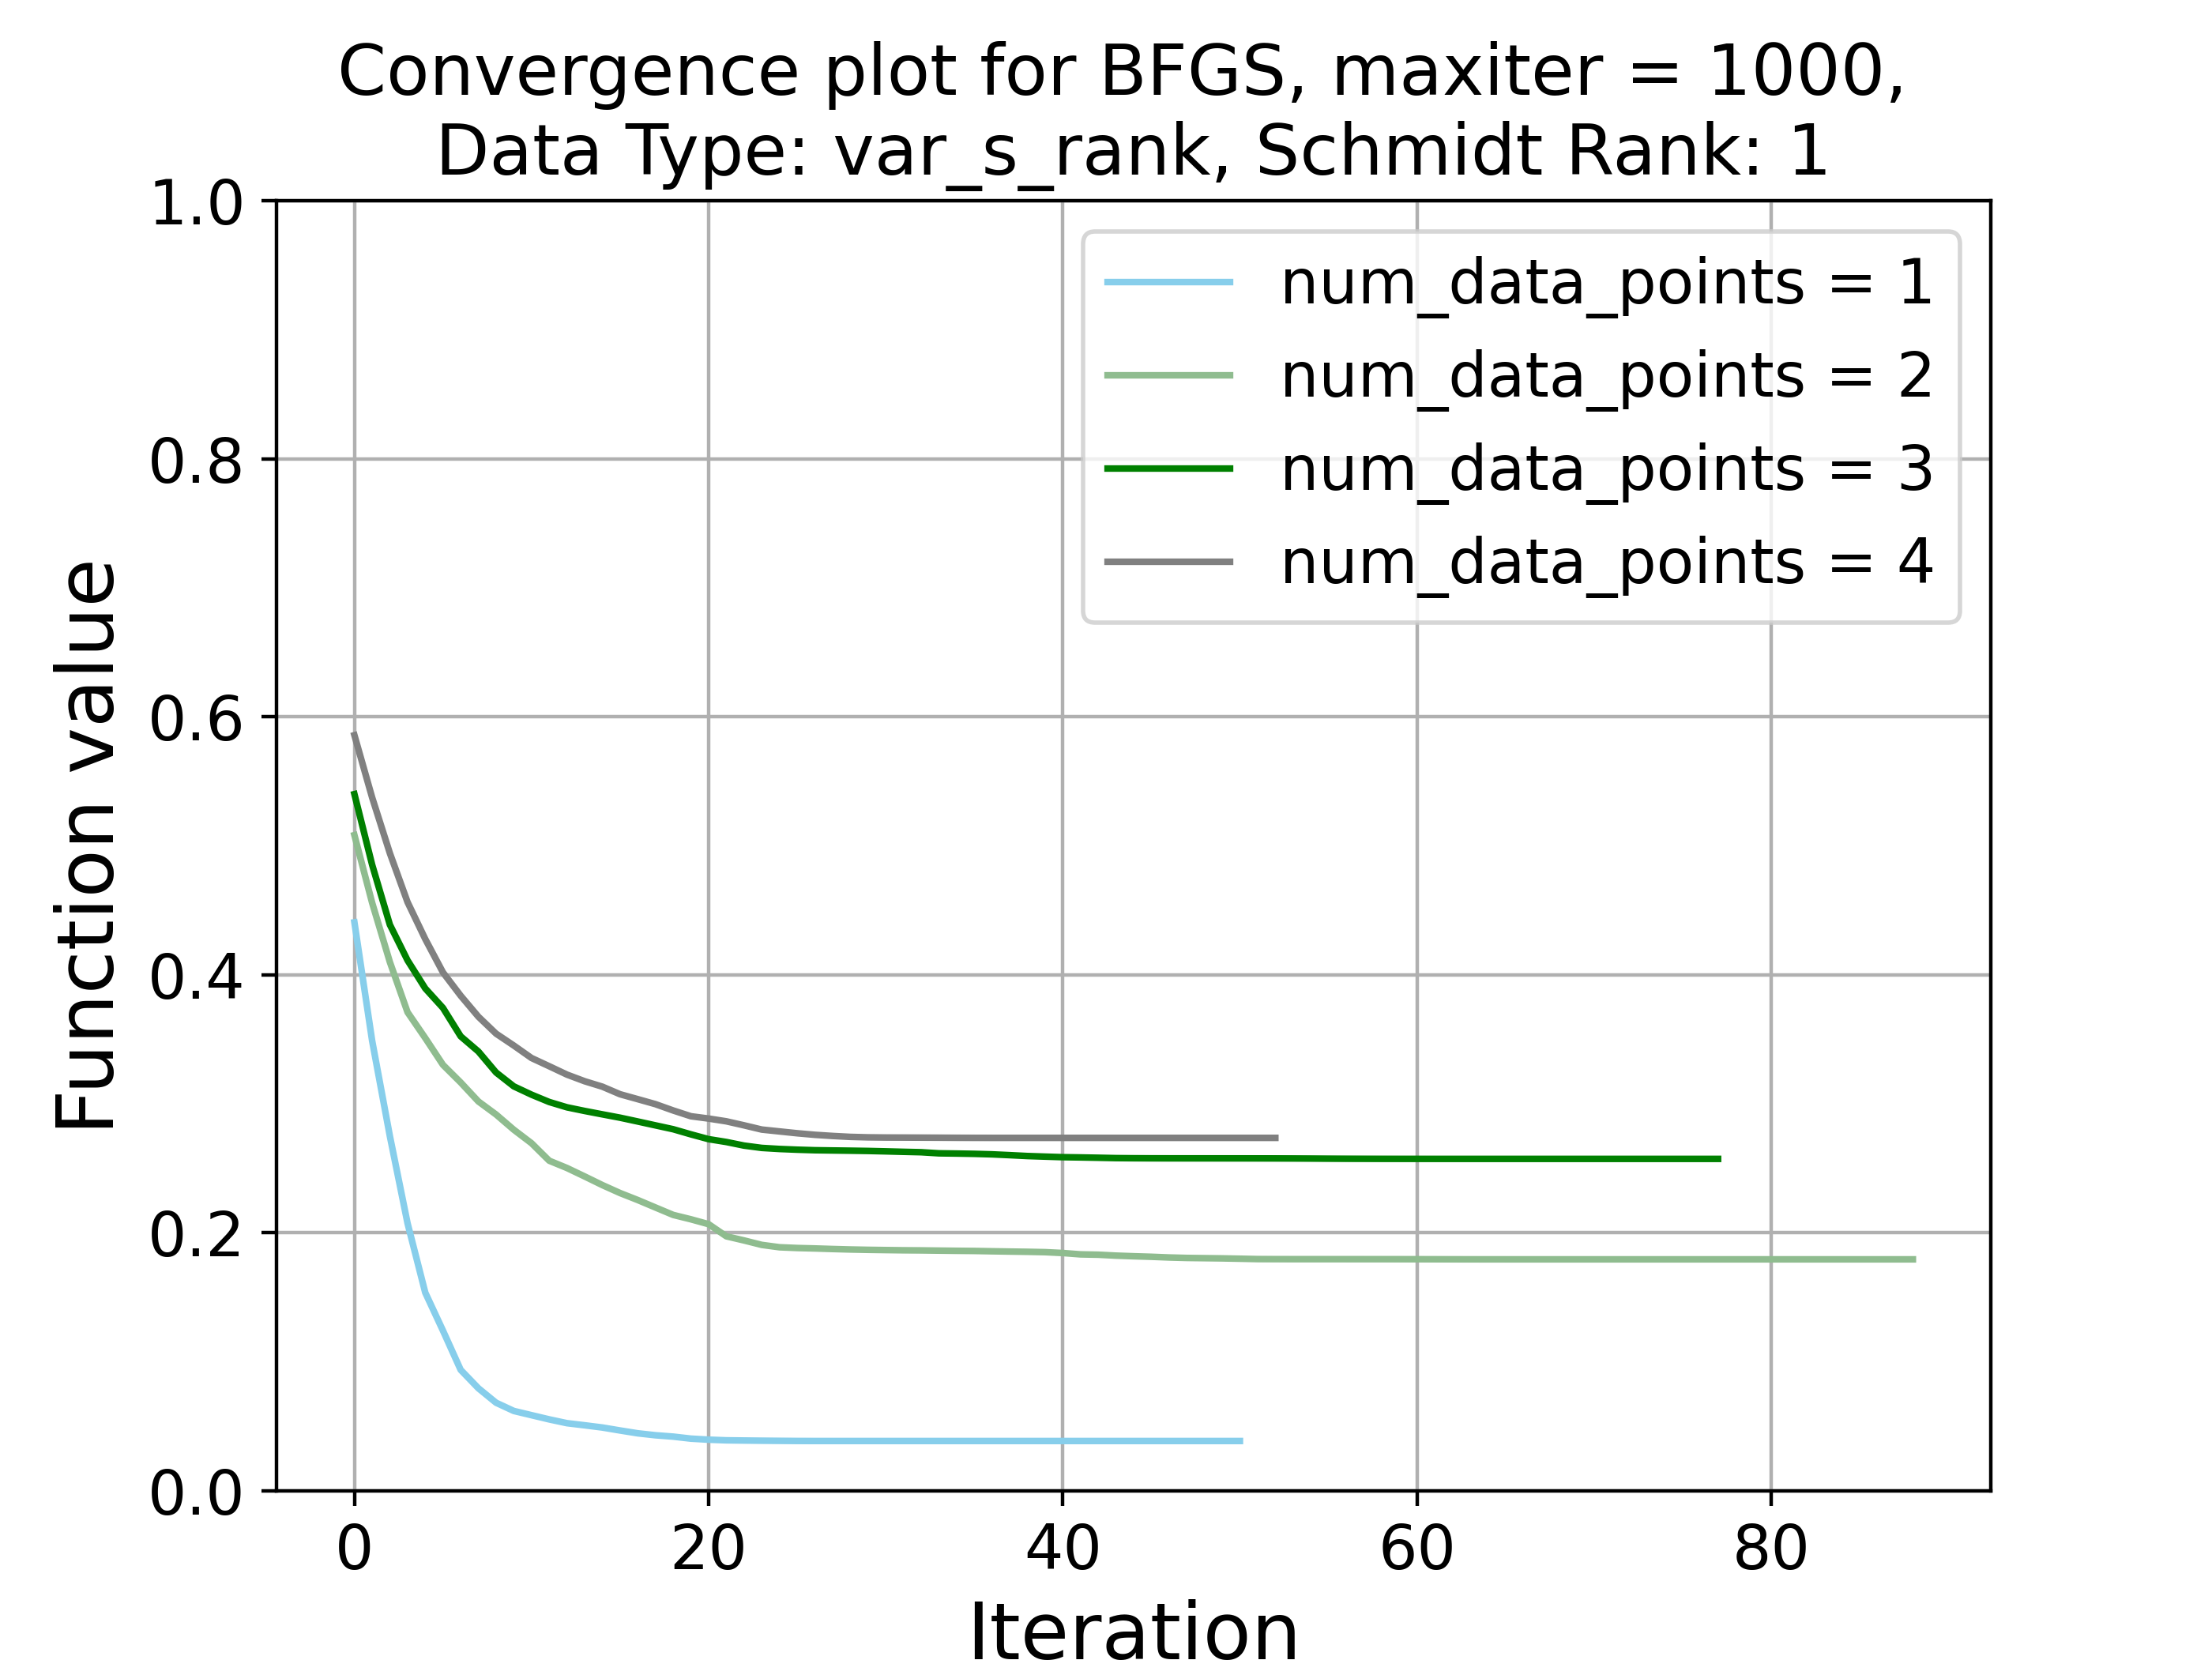 Convergence plot for BFGS, maxiter = 1000,
Data Type: var_s_rank, Schmidt Rank: 1
num_data_points = 1
num_data_points = 2
num_data_points = 3
num_data_points = 4
Function value
1.0
0.8
0.6
0.4
0.2
0.0
0 20 40 60 80
Iteration